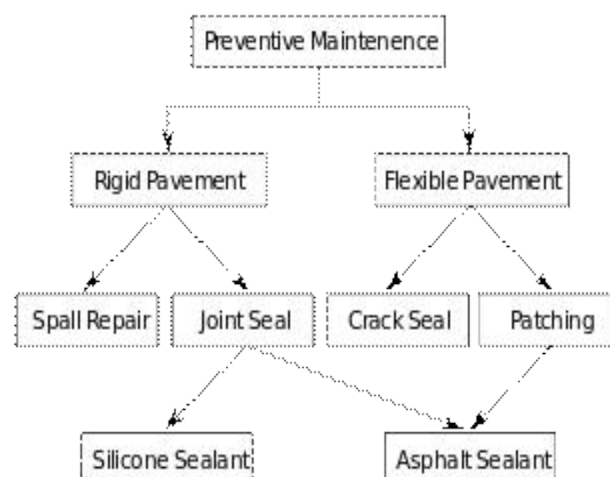 Preventive Maintenence
Rigid Pavement
Flexible Pavement
Spall Repair
Joint Seal
Crack Seal
Patching
Silicone Sealant
Asphalt Sealant